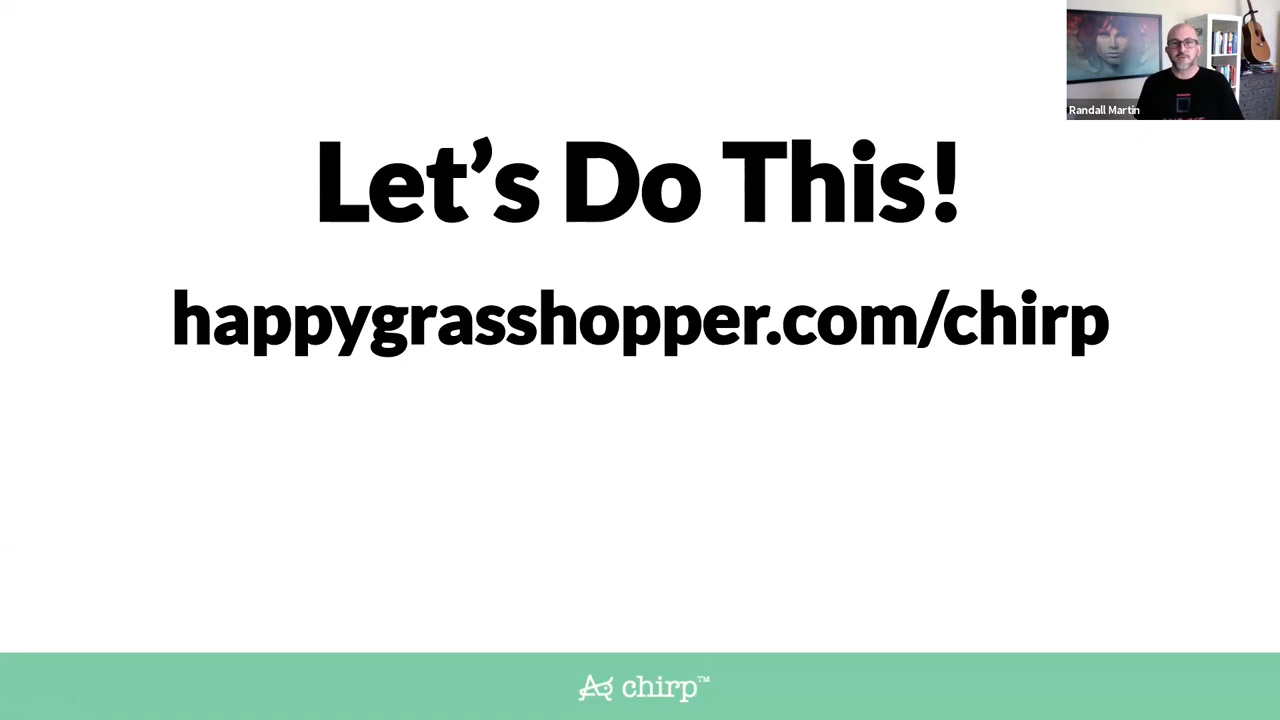 Randall Martin
Let's Do This!
happygrasshopper.com/chirp
chirp™